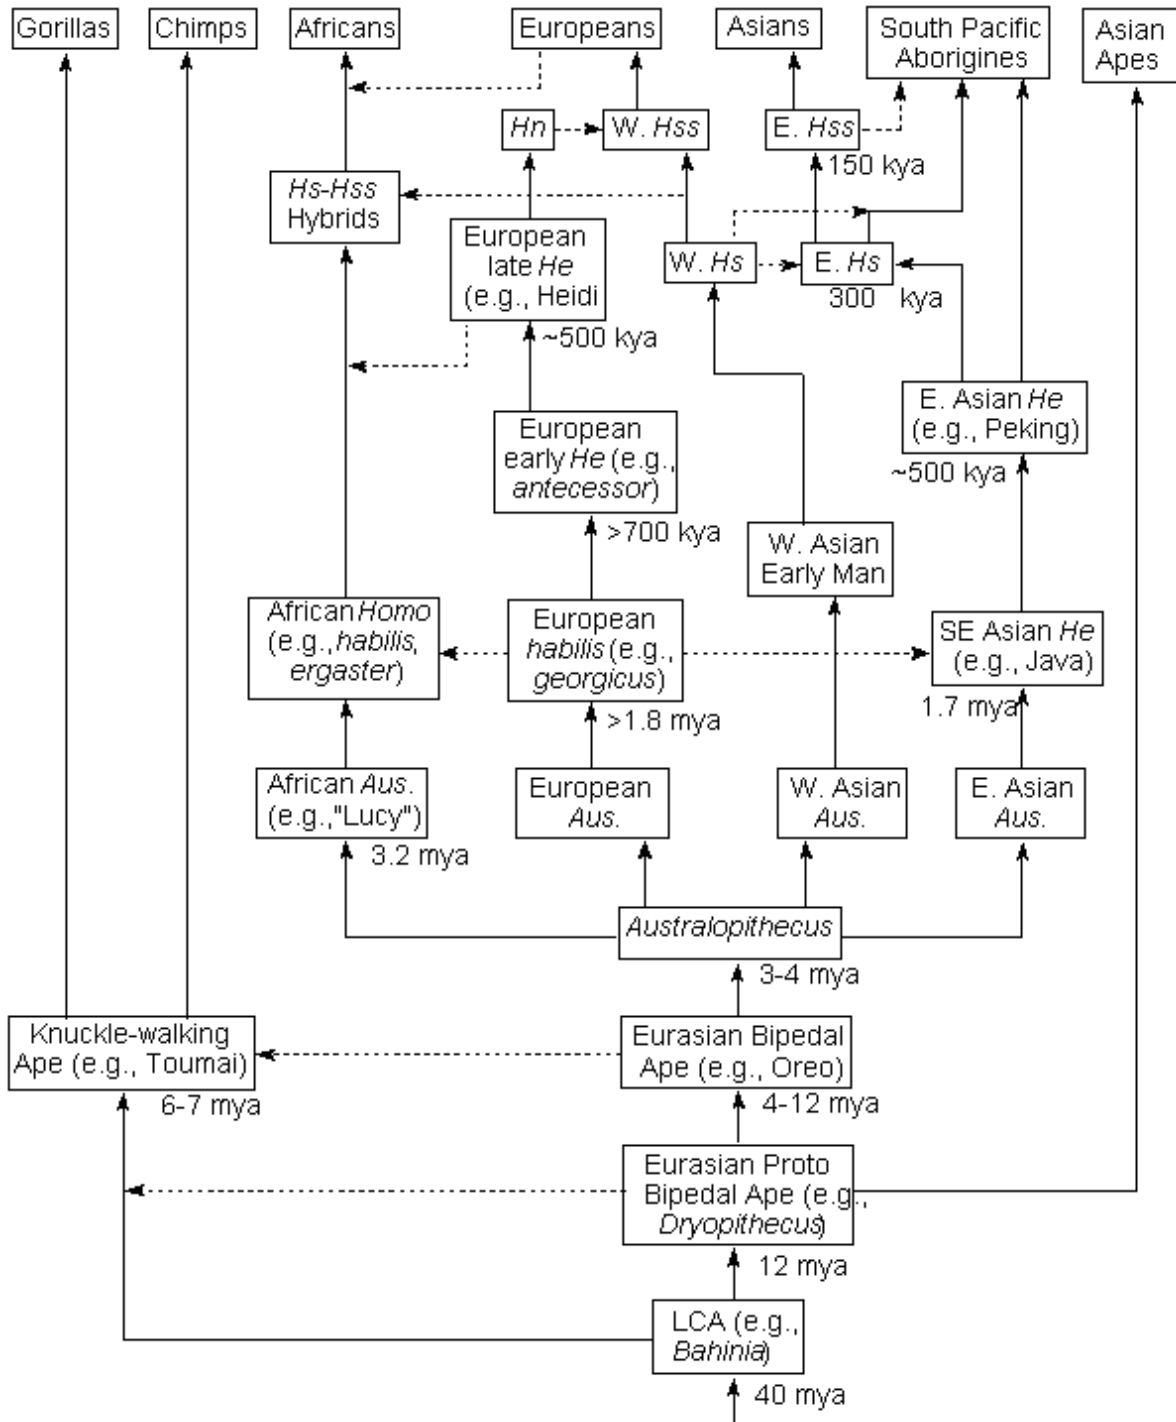 Gorillas
Chimps
Africans
Europeans
Asians
South Pacific
Aborigines
Asian
Apes
Hn
W. Hss
E. Hss
150 kya
Hs-Hss
Hybrids
European
late He
(e.g., Heidi
~500 kya
W. Hs
E. Hs
300 kya
European
early He (e.g.,
antecessor)
>700 kya
E. Asian He
(e.g., Peking)
~500 kya
W. Asian
Early Man
African Homo
(e.g., habilis,
ergaster)
European
habilis (e.g.,
georgicus)
>1.8 mya
SE Asian He
(e.g., Java)
1.7 mya
African Aus.
(e.g.,"Lucy")
3.2 mya
European
Aus.
W. Asian
Aus.
E. Asian
Aus.
Australopithecus
3-4 mya
Knuckle-walking
Ape (e.g., Toumai)
6-7 mya
Eurasian Bipedal
Ape (e.g., Oreo)
4-12 mya
Eurasian Proto
Bipedal Ape (e.g.,
Dryopithecus)
12 mya
LCA (e.g.,
Bahinia)
40 mya